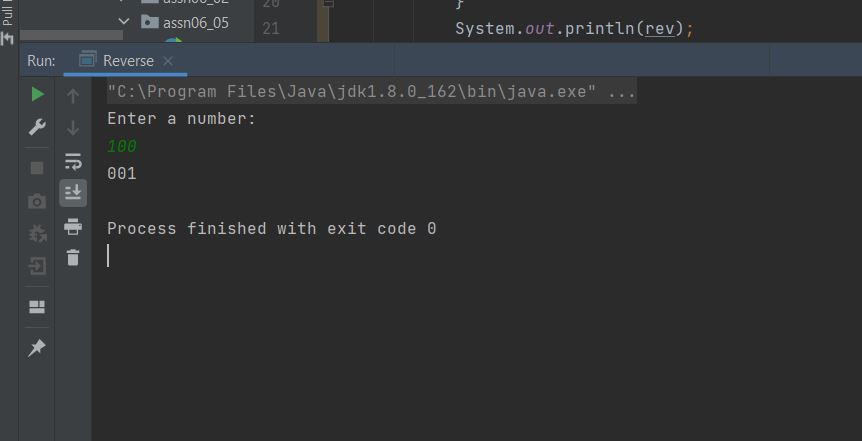 assn06_02
Pull
assn06_05
20 }
21 System.out.println(rev);
Run: Reverse
"C:\Program Files\Java\jdk1.8.0_162\bin\java.exe" ...
Enter a number:
100
001
Process finished with exit code 0